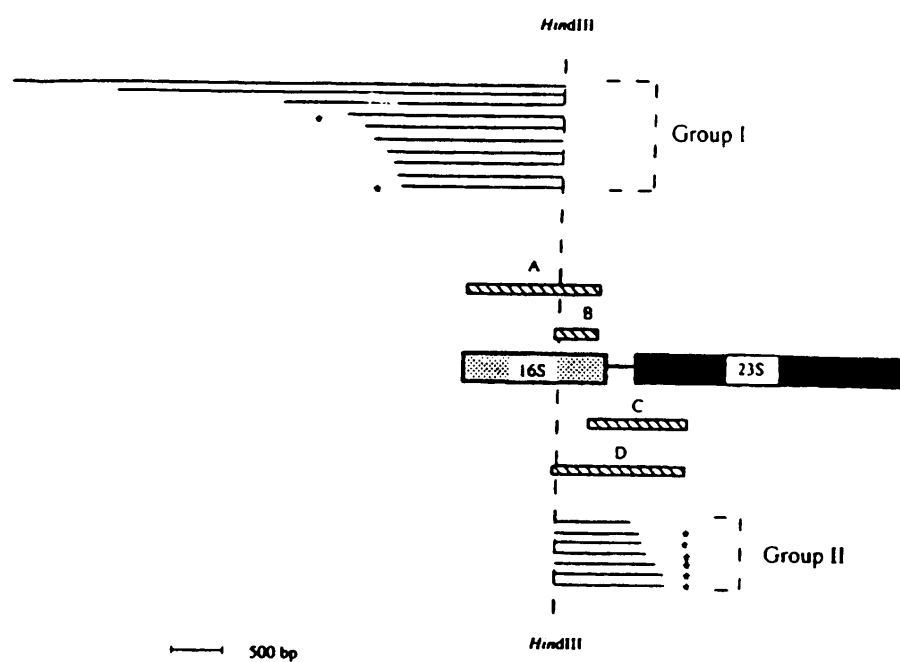 HindIII
Group I
A
B
16S
23S
C
D
Group II
HindIII
500 bp